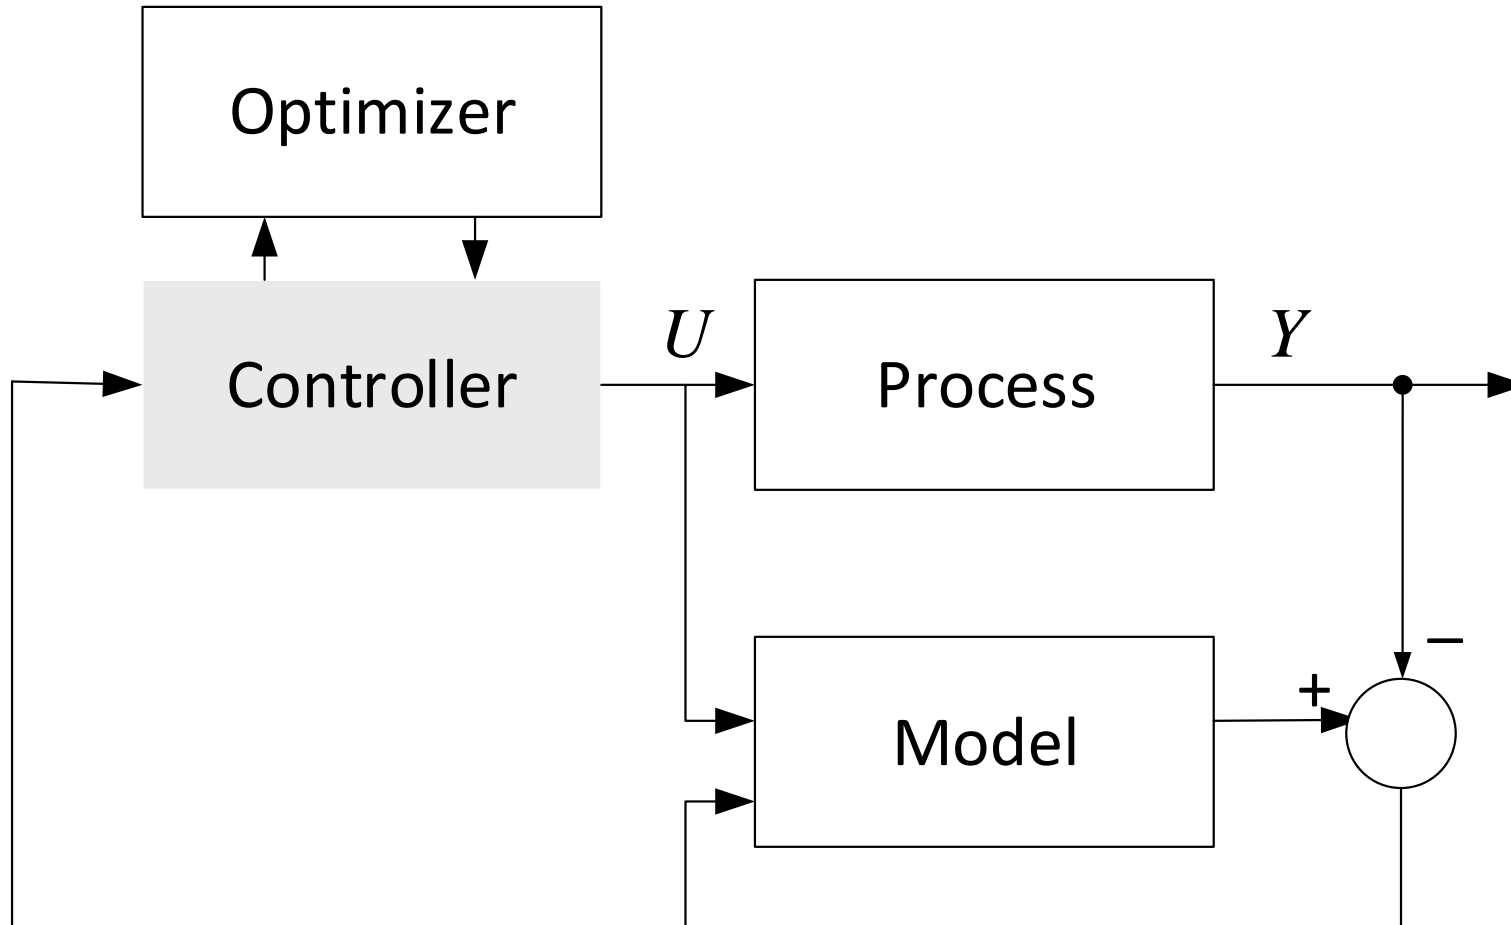 Optimizer
Controller
U
Process
Y
−
+
Model